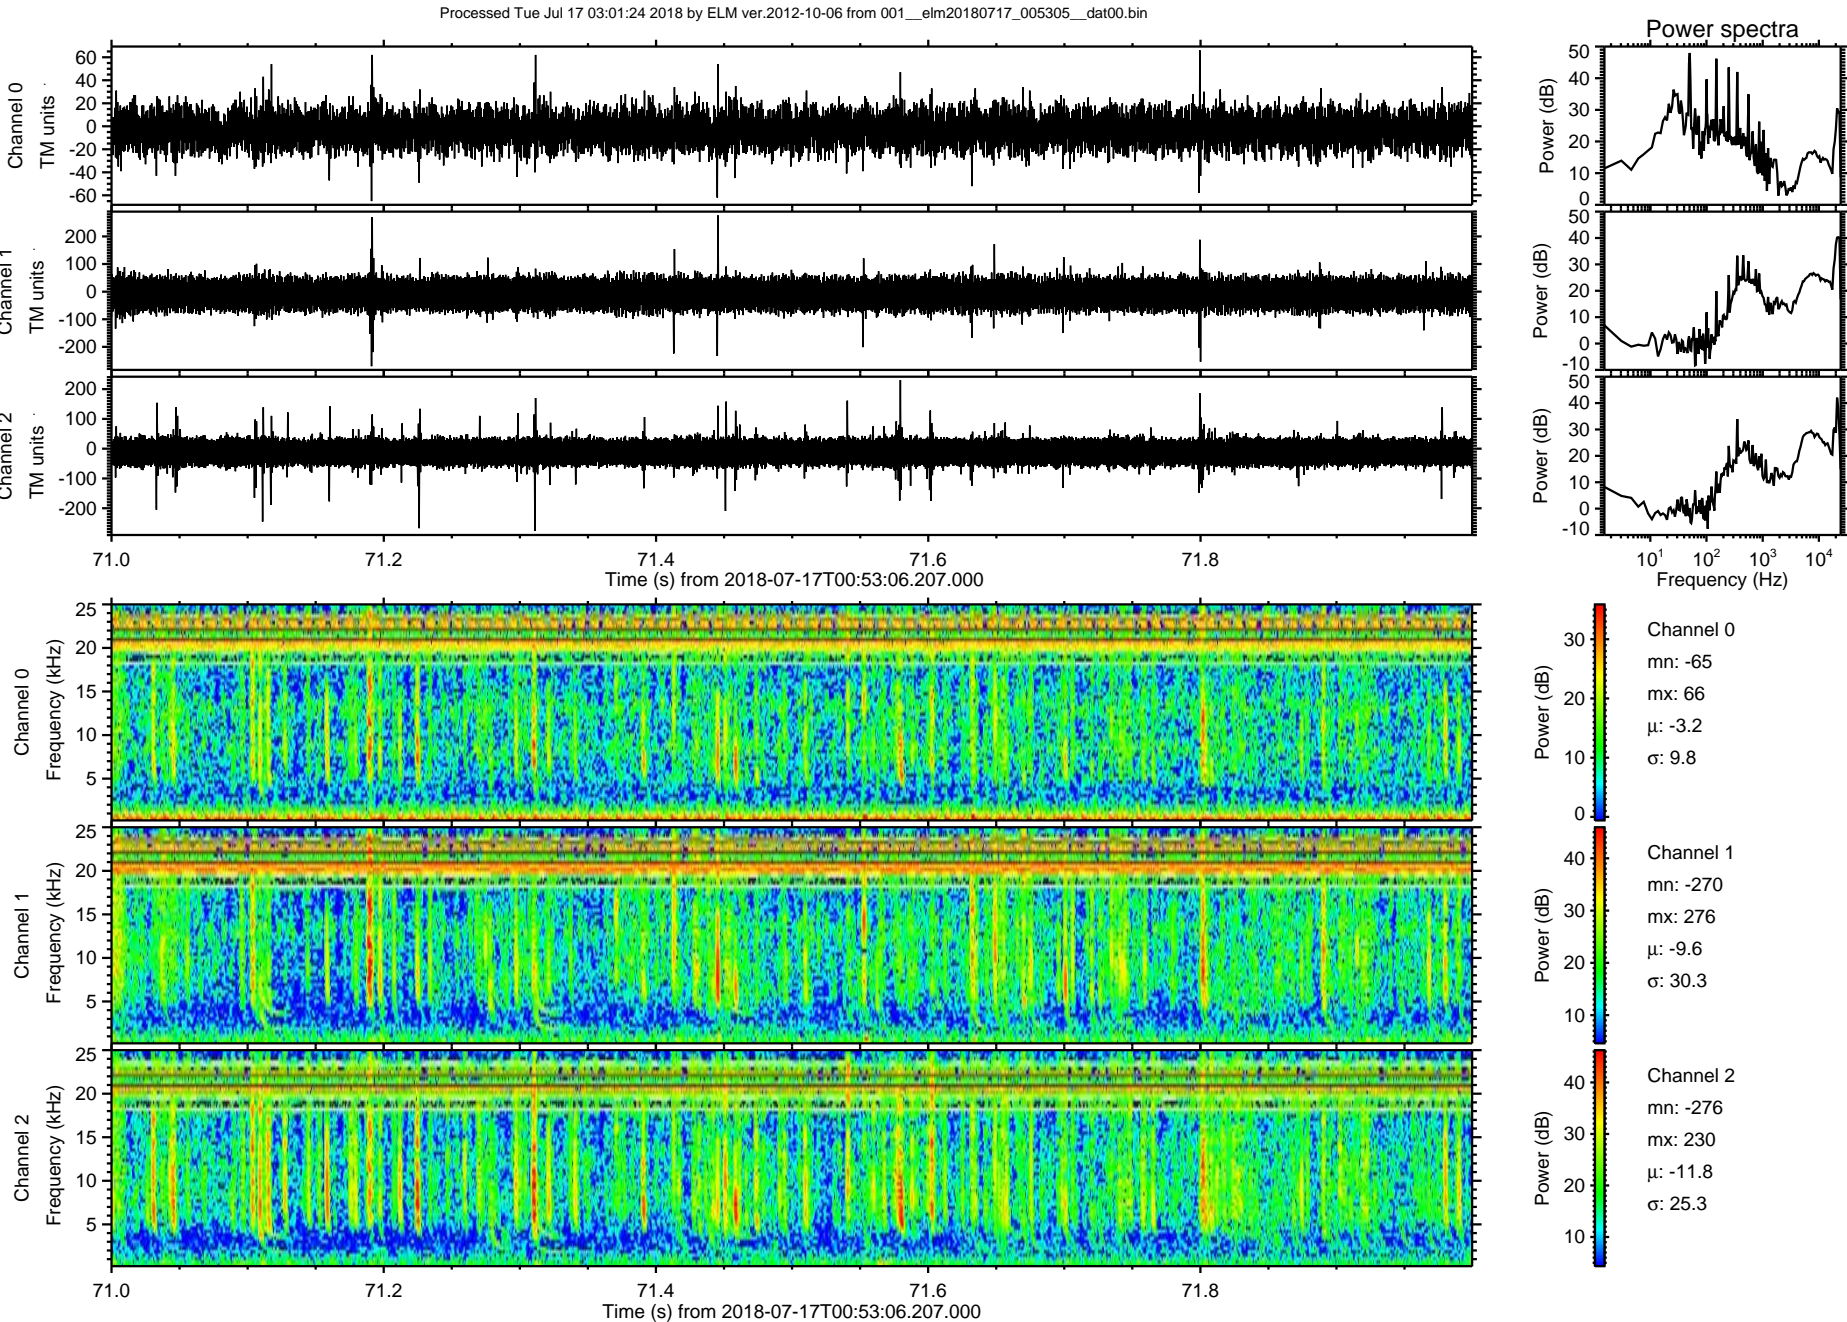 Processed Tue Jul 17 03:01:24 2018 by ELM ver.2012-10-06 from 001__elm20180717_005305__dat00.bin
Power spectra
Channel 0
TM units
60
40
20
0
-20
-40
-60
Power (dB)
50
40
30
20
10
0
Channel 1
TM units
200
100
0
-100
-200
Power (dB)
50
40
30
20
10
0
-10
Channel 2
TM units
200
100
0
-100
-200
Power (dB)
50
40
30
20
10
0
-10
71.0 71.2 71.4 71.6 71.8
Time (s) from 2018-07-17T00:53:06.207.000
10¹ 10² 10³ 10⁴
Frequency (Hz)
Channel 0
Frequency (kHz)
25
20
15
10
5
Power (dB)
30
20
10
0
Channel 0
mn: -65
mx: 66
μ: -3.2
σ: 9.8
Channel 1
Frequency (kHz)
25
20
15
10
5
Power (dB)
40
30
20
10
Channel 1
mn: -270
mx: 276
μ: -9.6
σ: 30.3
Channel 2
Frequency (kHz)
25
20
15
10
5
Power (dB)
40
30
20
10
Channel 2
mn: -276
mx: 230
μ: -11.8
σ: 25.3
71.0 71.2 71.4 71.6 71.8
Time (s) from 2018-07-17T00:53:06.207.000